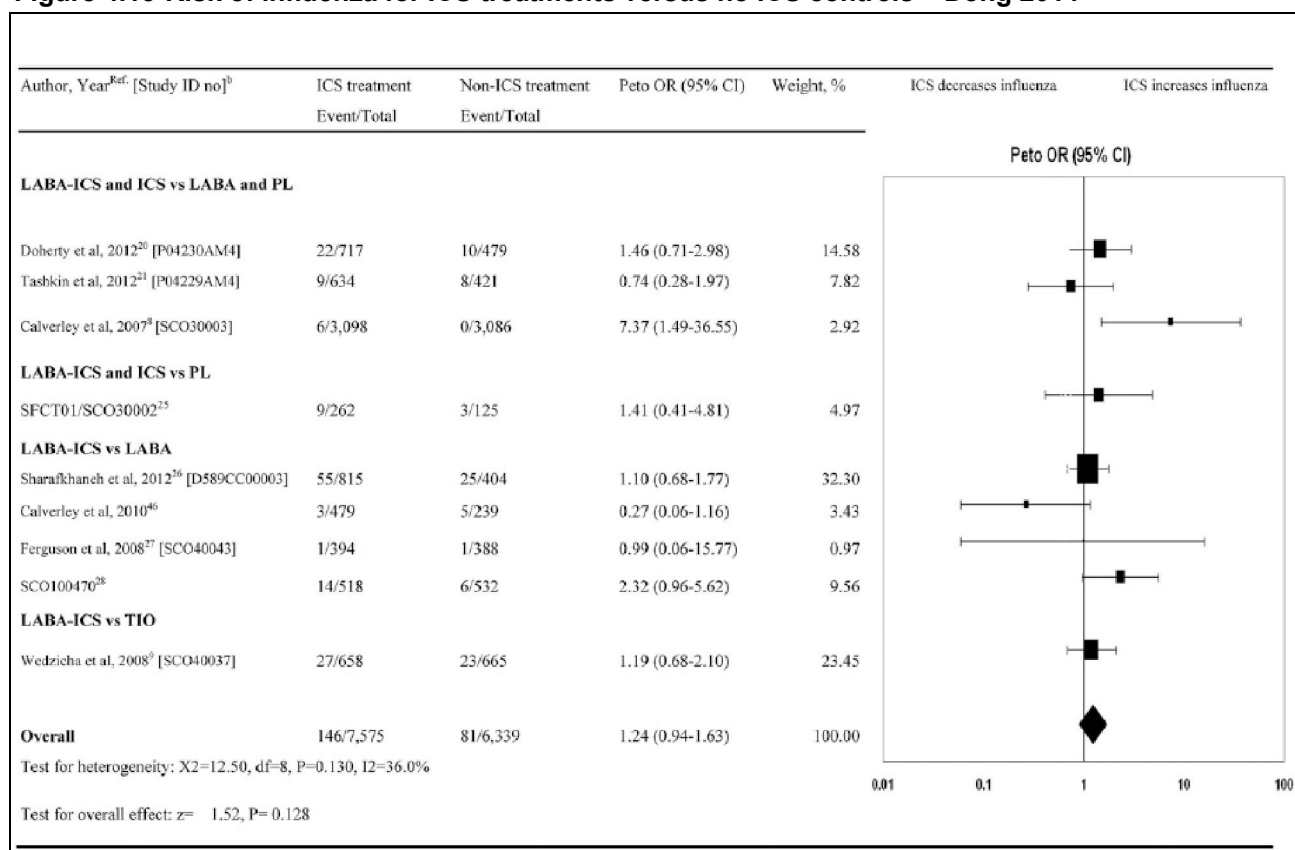 Author, Year^Ref. [Study ID no]^b ICS treatment Non-ICS treatment Peto OR (95% CI) Weight, % ICS decreases influenza ICS increases influenza
Event/Total Event/Total
Peto OR (95% CI)
LABA-ICS and ICS vs LABA and PL
Doherty et al, 2012^20 [P04230AM4] 22/717 10/479 1.46 (0.71-2.98) 14.58
Tashkin et al, 2012^21 [P04229AM4] 9/634 8/421 0.74 (0.28-1.97) 7.82
Calverley et al, 2007^8 [SCO30003] 6/3,098 0/3,086 7.37 (1.49-36.55) 2.92
LABA-ICS and ICS vs PL
SFCT01/SCO30002^25 9/262 3/125 1.41 (0.41-4.81) 4.97
LABA-ICS vs LABA
Sharafkhaneh et al, 2012^26 [D589CC00003] 55/815 25/404 1.10 (0.68-1.77) 32.30
Calverley et al, 2010^46 3/479 5/239 0.27 (0.06-1.16) 3.43
Ferguson et al, 2008^27 [SCO40043] 1/394 1/388 0.99 (0.06-15.77) 0.97
SCO100470^28 14/518 6/532 2.32 (0.96-5.62) 9.56
LABA-ICS vs TIO
Wedzicha et al, 2008^9 [SCO40037] 27/658 23/665 1.19 (0.68-2.10) 23.45
Overall 146/7,575 81/6,339 1.24 (0.94-1.63) 100.00
Test for heterogeneity: X2=12.50, df=8, P=0.130, I2=36.0%
0.01 0.1 1 10 100
Test for overall effect: z= 1.52, P= 0.128